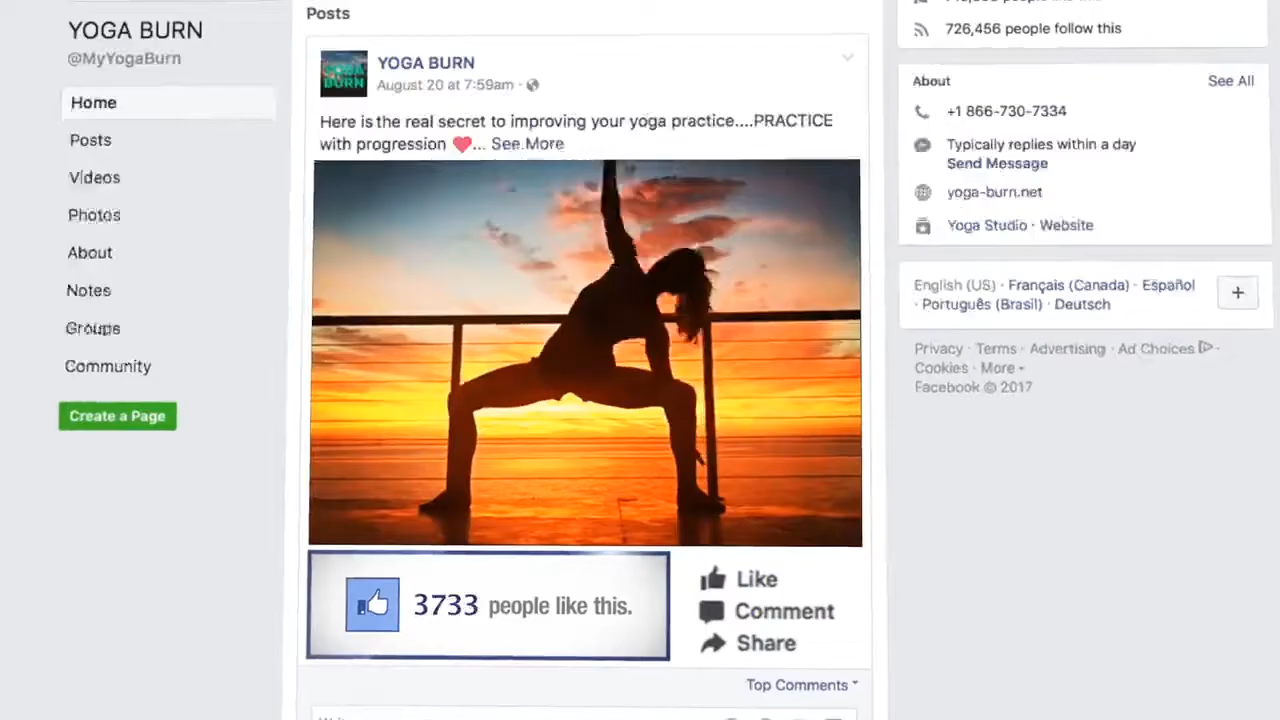 YOGA BURN
@MyYogaBurn
Home
Posts
Videos
Photos
About
Notes
Groups
Community
Create a Page
Posts
YOGA BURN
YOGA BURN
August 20 at 7:59am ·
Here is the real secret to improving your yoga practice....PRACTICE
with progression ❤... See More
3733 people like this.
Like
Comment
Share
Top Comments
726,456 people follow this
About
See All
+1 866-730-7334
Typically replies within a day
Send Message
yoga-burn.net
Yoga Studio · Website
English (US) · Français (Canada) · Español
· Português (Brasil) · Deutsch
+
Privacy · Terms · Advertising · Ad Choices ·
Cookies · More
Facebook © 2017